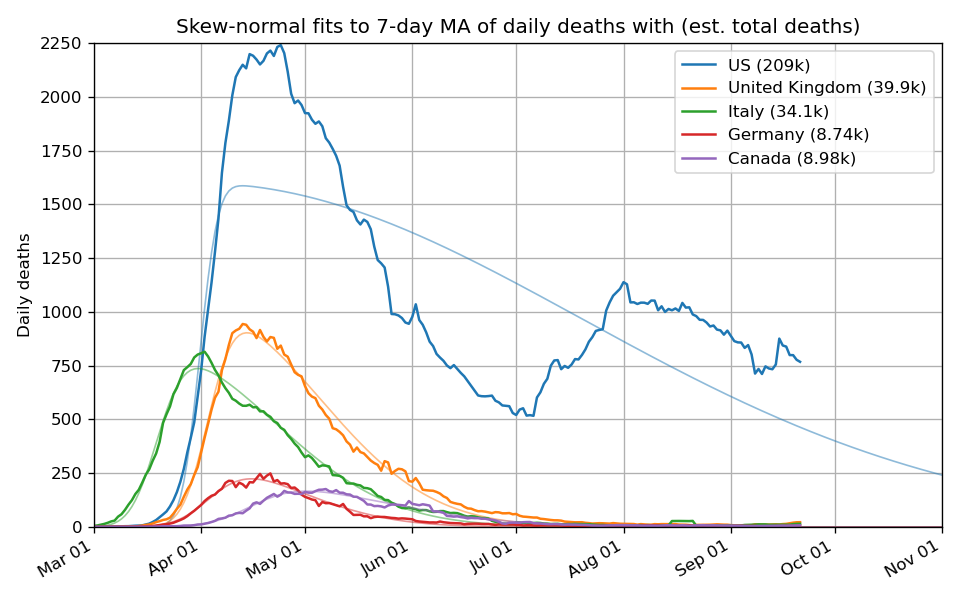 Skew-normal fits to 7-day MA of daily deaths with (est. total deaths)
Daily deaths
2250
2000
1750
1500
1250
1000
750
500
250
0
US (209k)
United Kingdom (39.9k)
Italy (34.1k)
Germany (8.74k)
Canada (8.98k)
Mar 01
Apr 01
May 01
Jun 01
Jul 01
Aug 01
Sep 01
Oct 01
Nov 01